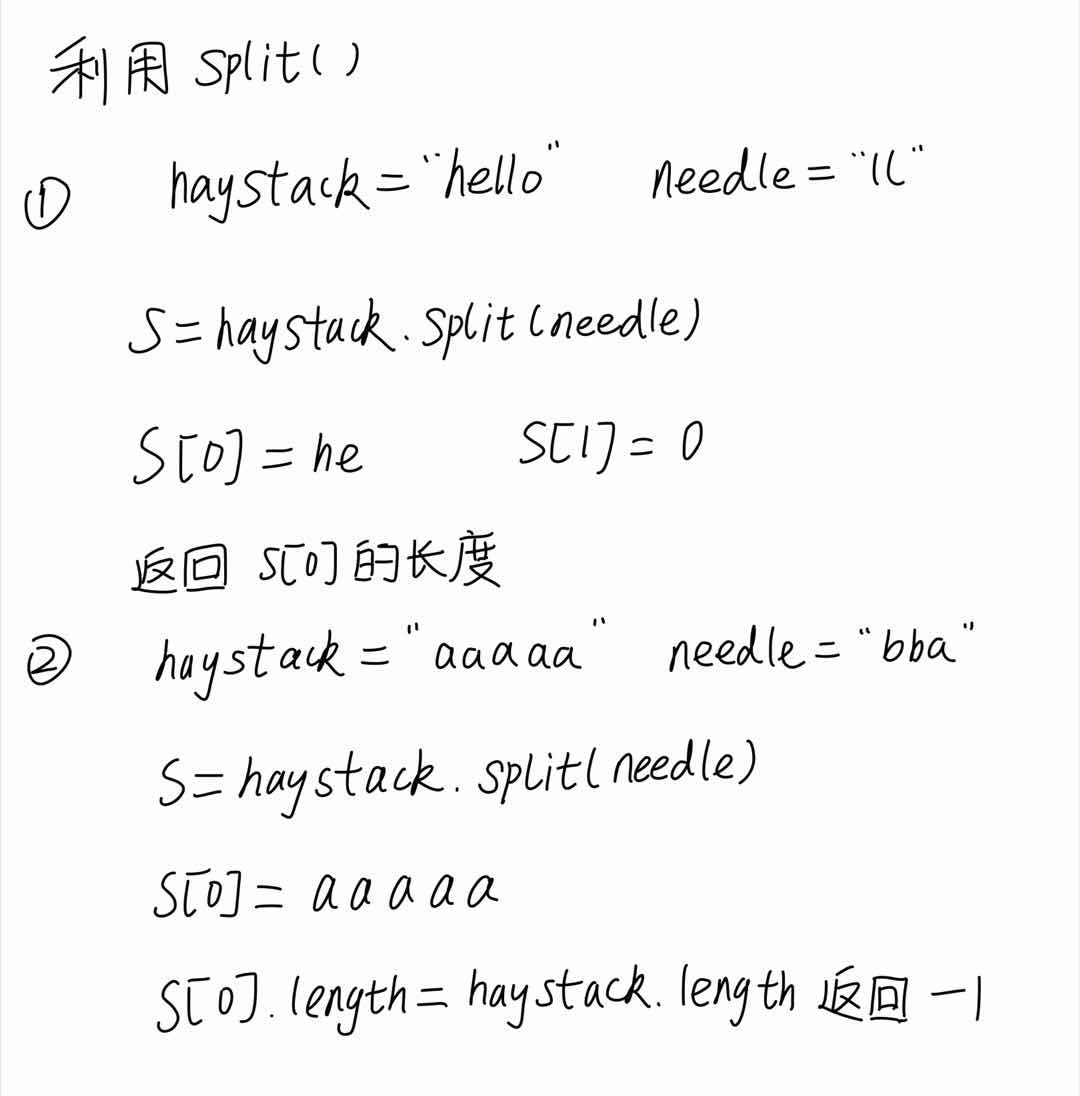 利用 split()
① haystack = "hello" needle = "ll"
S = haystack.split(needle)
S[0] = he S[1] = o
返回 S[0] 的长度
② haystack = "aaaaa" needle = "bba"
S = haystack.split(needle)
S[0] = aaaaa
S[0].length = haystack.length 返回 -1